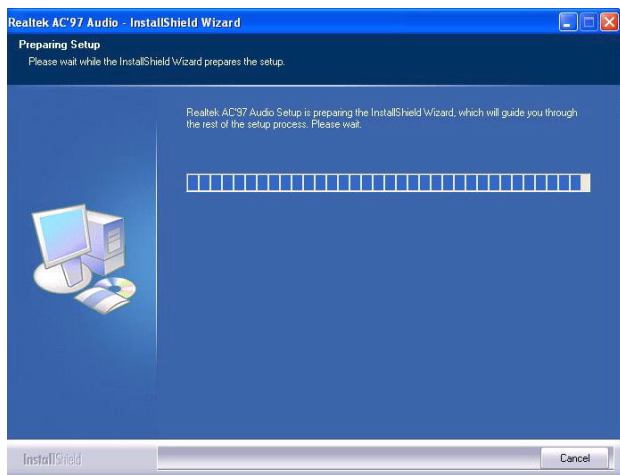 Realtek AC'97 Audio - InstallShield Wizard
Preparing Setup
Please wait while the InstallShield Wizard prepares the setup.
Realtek AC'97 Audio Setup is preparing the InstallShield Wizard, which will guide you through
the rest of the setup process. Please wait.
InstallShield
Cancel